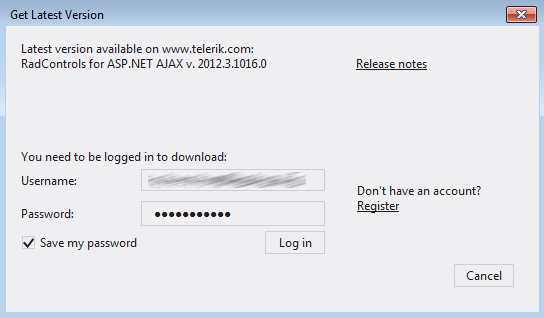 Get Latest Version
Latest version available on www.telerik.com:
RadControls for ASP.NET AJAX v. 2012.3.1016.0
Release notes
You need to be logged in to download:
Username:
Don't have an account?
Register
Password:
●●●●●●●●●●●
Save my password
Log in
Cancel